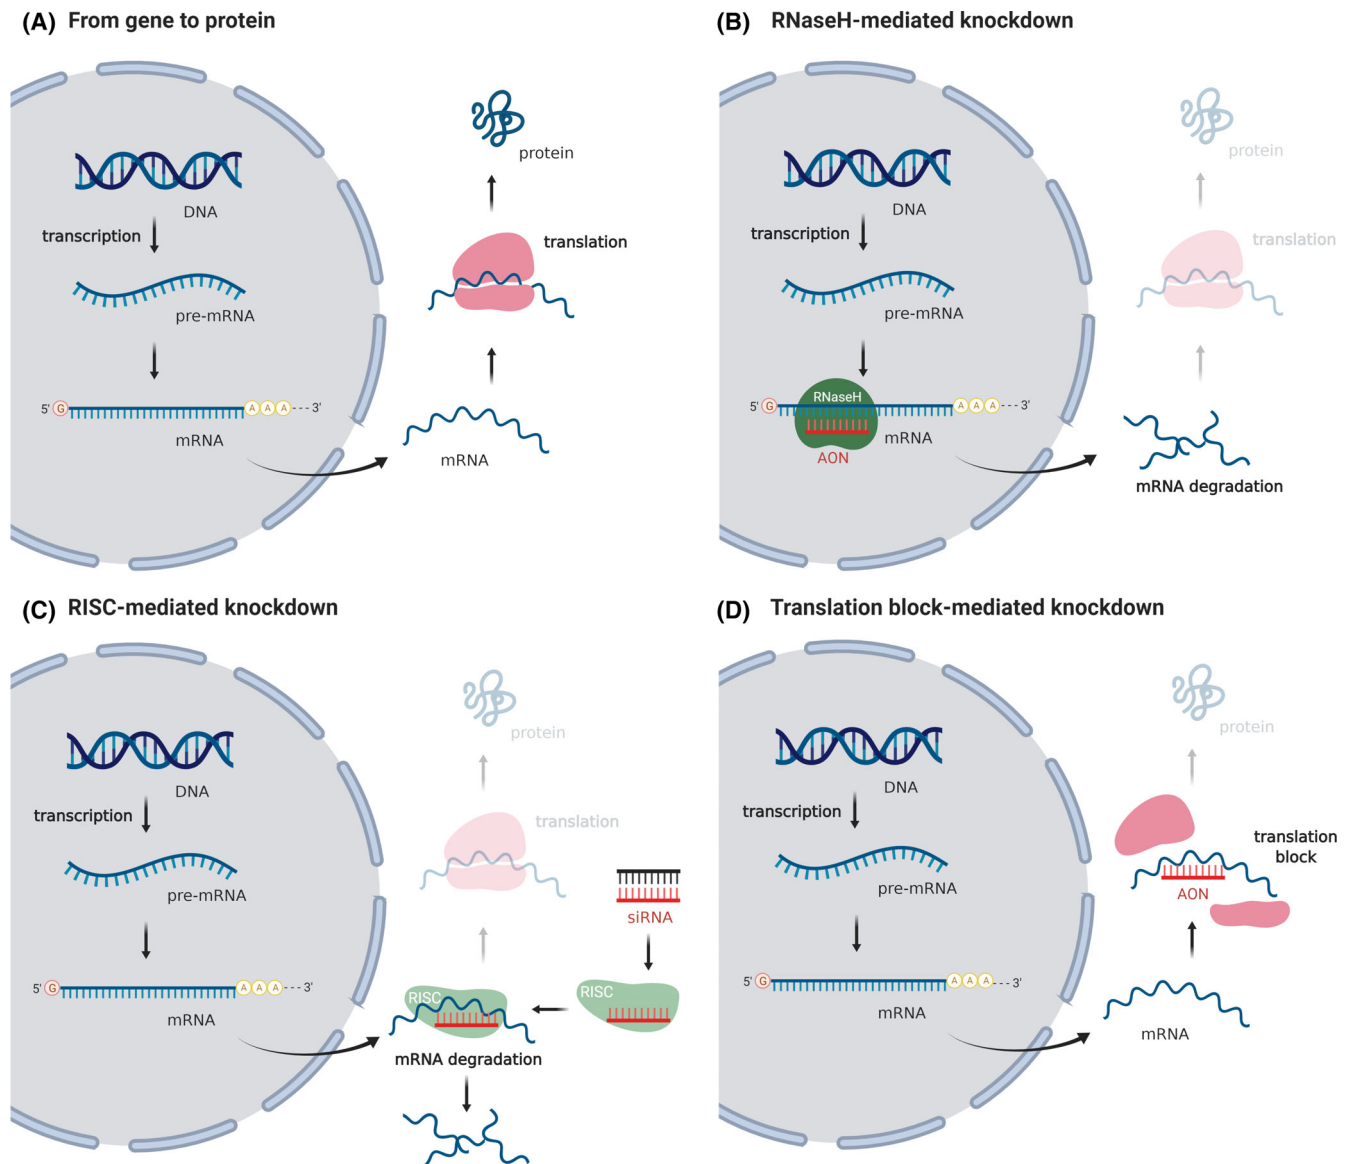 (A) From gene to protein
protein
DNA
transcription
translation
pre-mRNA
5' G A A A ---3'
mRNA
mRNA
(B) RNaseH-mediated knockdown
protein
DNA
transcription
translation
pre-mRNA
RNaseH
5' G A A A ---3'
mRNA
AON
mRNA degradation
(C) RISC-mediated knockdown
protein
DNA
transcription
translation
pre-mRNA
siRNA
5' G A A A ---3'
RISC
RISC
mRNA
mRNA degradation
(D) Translation block-mediated knockdown
protein
DNA
transcription
translation
block
pre-mRNA
AON
5' G A A A ---3'
mRNA
mRNA